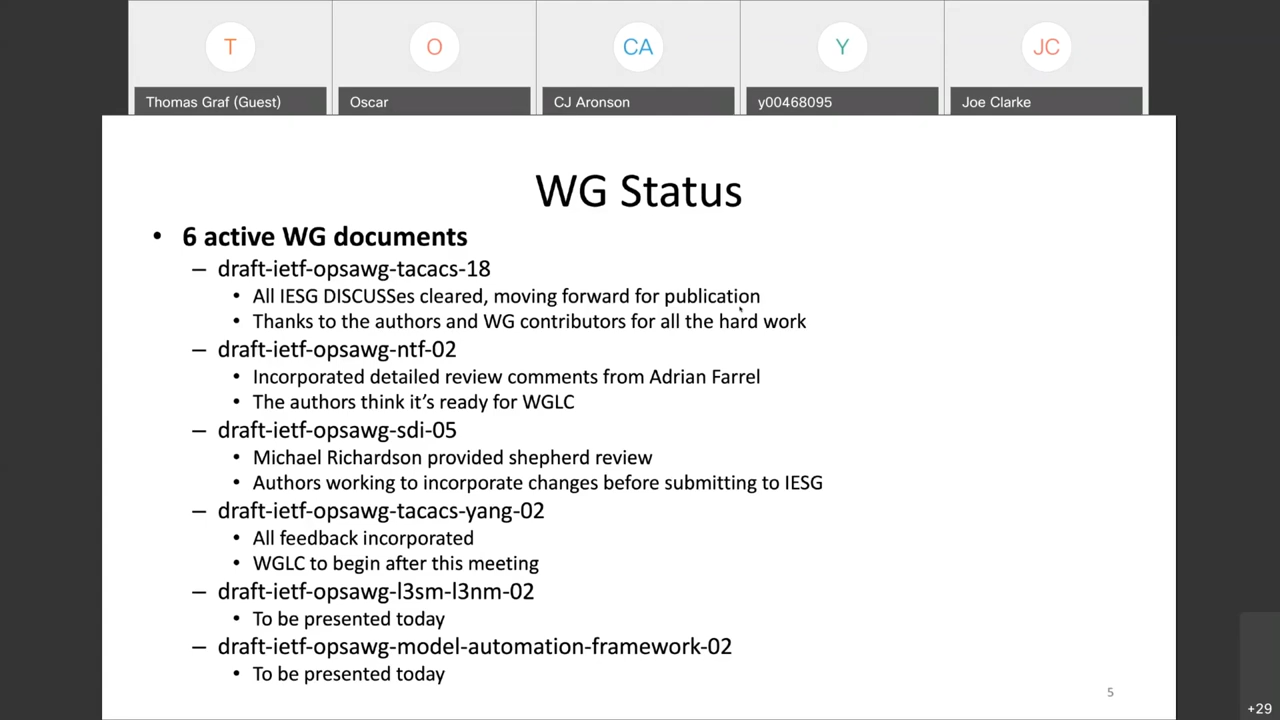 T
O
CA
Y
JC
Thomas Graf (Guest)
Oscar
CJ Aronson
y00468095
Joe Clarke
WG Status
• 6 active WG documents
– draft-ietf-opsawg-tacacs-18
• All IESG DISCUSSes cleared, moving forward for publication
• Thanks to the authors and WG contributors for all the hard work
– draft-ietf-opsawg-ntf-02
• Incorporated detailed review comments from Adrian Farrel
• The authors think it’s ready for WGLC
– draft-ietf-opsawg-sdi-05
• Michael Richardson provided shepherd review
• Authors working to incorporate changes before submitting to IESG
– draft-ietf-opsawg-tacacs-yang-02
• All feedback incorporated
• WGLC to begin after this meeting
– draft-ietf-opsawg-l3sm-l3nm-02
• To be presented today
– draft-ietf-opsawg-model-automation-framework-02
• To be presented today
5
+29